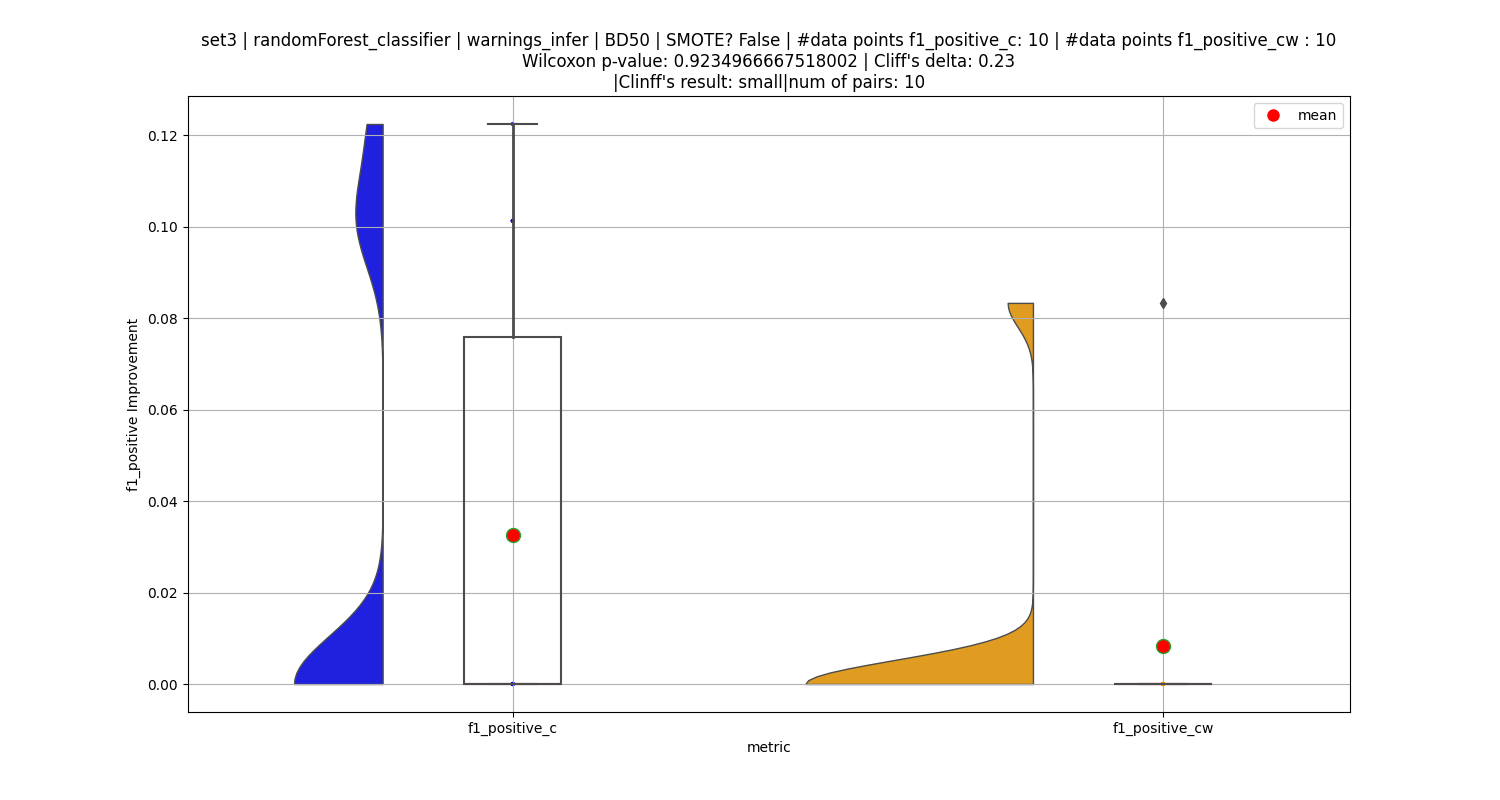 set3 | randomForest_classifier | warnings_infer | BD50 | SMOTE? False | #data points f1_positive_c: 10 | #data points f1_positive_cw : 10
Wilcoxon p-value: 0.9234966667518002 | Cliff's delta: 0.23
|Clinff's result: small|num of pairs: 10
mean
0.12
0.10
0.08
0.06
0.04
0.02
0.00
f1_positive Improvement
f1_positive_c
f1_positive_cw
metric